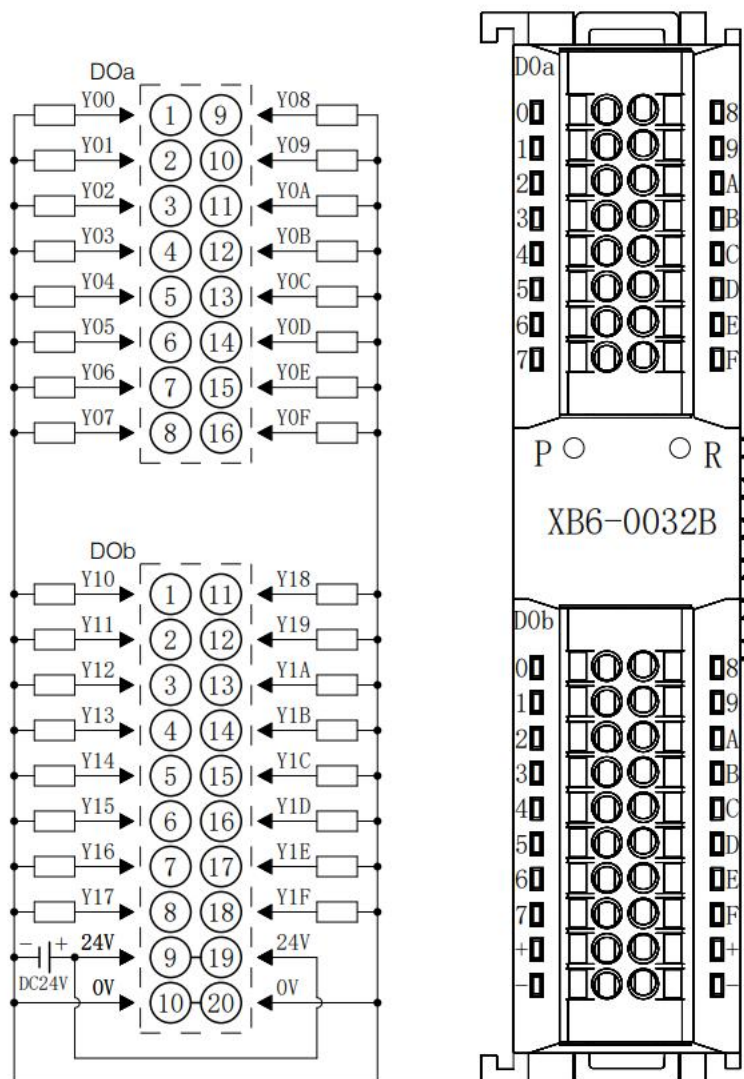 DOa
Y00 1 9 Y08
Y01 2 10 Y09
Y02 3 11 Y0A
Y03 4 12 Y0B
Y04 5 13 Y0C
Y05 6 14 Y0D
Y06 7 15 Y0E
Y07 8 16 Y0F
DOb
Y10 1 11 Y18
Y11 2 12 Y19
Y12 3 13 Y1A
Y13 4 14 Y1B
Y14 5 15 Y1C
Y15 6 16 Y1D
Y16 7 17 Y1E
Y17 8 18 Y1F
- + 24V 9 19 24V
DC24V
0V 10 20 0V
DOa
0 8
1 9
2 A
3 B
4 C
5 D
6 E
7 F
P R
XB6-0032B
DOb
0 8
1 9
2 A
3 B
4 C
5 D
6 E
7 F
+ +
- -